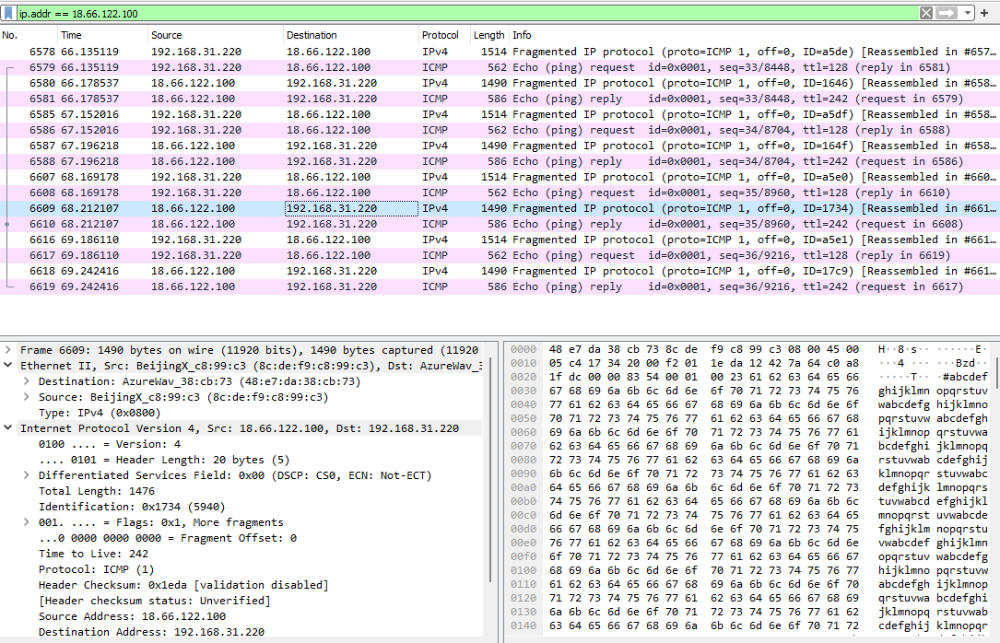 ip.addr == 18.66.122.100
No. Time Source Destination Protocol Length Info
6578 66.135119 192.168.31.220 18.66.122.100 IPv4 1514 Fragmented IP protocol (proto=ICMP 1, off=0, ID=a5de) [Reassembled in #657…
6579 66.135119 192.168.31.220 18.66.122.100 ICMP 562 Echo (ping) request id=0x0001, seq=33/8448, ttl=128 (reply in 6581)
6580 66.178537 18.66.122.100 192.168.31.220 IPv4 1490 Fragmented IP protocol (proto=ICMP 1, off=0, ID=1646) [Reassembled in #658…
6581 66.178537 18.66.122.100 192.168.31.220 ICMP 586 Echo (ping) reply id=0x0001, seq=33/8448, ttl=242 (request in 6579)
6585 67.152016 192.168.31.220 18.66.122.100 IPv4 1514 Fragmented IP protocol (proto=ICMP 1, off=0, ID=a5df) [Reassembled in #658…
6586 67.152016 192.168.31.220 18.66.122.100 ICMP 562 Echo (ping) request id=0x0001, seq=34/8704, ttl=128 (reply in 6588)
6587 67.196218 18.66.122.100 192.168.31.220 IPv4 1490 Fragmented IP protocol (proto=ICMP 1, off=0, ID=164f) [Reassembled in #658…
6588 67.196218 18.66.122.100 192.168.31.220 ICMP 586 Echo (ping) reply id=0x0001, seq=34/8704, ttl=242 (request in 6586)
6607 68.169178 192.168.31.220 18.66.122.100 IPv4 1514 Fragmented IP protocol (proto=ICMP 1, off=0, ID=a5e0) [Reassembled in #660…
6608 68.169178 192.168.31.220 18.66.122.100 ICMP 562 Echo (ping) request id=0x0001, seq=35/8960, ttl=128 (reply in 6610)
6609 68.212107 18.66.122.100 192.168.31.220 IPv4 1490 Fragmented IP protocol (proto=ICMP 1, off=0, ID=1734) [Reassembled in #661…
6610 68.212107 18.66.122.100 192.168.31.220 ICMP 586 Echo (ping) reply id=0x0001, seq=35/8960, ttl=242 (request in 6608)
6616 69.186110 192.168.31.220 18.66.122.100 IPv4 1514 Fragmented IP protocol (proto=ICMP 1, off=0, ID=a5e1) [Reassembled in #661…
6617 69.186110 192.168.31.220 18.66.122.100 ICMP 562 Echo (ping) request id=0x0001, seq=36/9216, ttl=128 (reply in 6619)
6618 69.242416 18.66.122.100 192.168.31.220 IPv4 1490 Fragmented IP protocol (proto=ICMP 1, off=0, ID=17c9) [Reassembled in #661…
6619 69.242416 18.66.122.100 192.168.31.220 ICMP 586 Echo (ping) reply id=0x0001, seq=36/9216, ttl=242 (request in 6617)
Frame 6609: 1490 bytes on wire (11920 bits), 1490 bytes captured (11920
Ethernet II, Src: BeijingX_c8:99:c3 (8c:de:f9:c8:99:c3), Dst: AzureWav_3
Destination: AzureWav_38:cb:73 (48:e7:da:38:cb:73)
Source: BeijingX_c8:99:c3 (8c:de:f9:c8:99:c3)
Type: IPv4 (0x0800)
Internet Protocol Version 4, Src: 18.66.122.100, Dst: 192.168.31.220
0100 .... = Version: 4
.... 0101 = Header Length: 20 bytes (5)
Differentiated Services Field: 0x00 (DSCP: CS0, ECN: Not-ECT)
Total Length: 1476
Identification: 0x1734 (5940)
001. .... = Flags: 0x1, More fragments
...0 0000 0000 0000 = Fragment Offset: 0
Time to Live: 242
Protocol: ICMP (1)
Header Checksum: 0x1eda [validation disabled]
[Header checksum status: Unverified]
Source Address: 18.66.122.100
Destination Address: 192.168.31.220
0000 48 e7 da 38 cb 73 8c de f9 c8 99 c3 08 00 45 00 H··8·s·· ······E·
0010 05 c4 17 34 20 00 f2 01 1e da 12 42 7a 64 c0 a8 ···4 ··· ···Bzd··
0020 1f dc 00 00 83 54 00 01 00 23 61 62 63 64 65 66 ·····T·· ·#abcdef
0030 67 68 69 6a 6b 6c 6d 6e 6f 70 71 72 73 74 75 76 ghijklmn opqrstuv
0040 77 61 62 63 64 65 66 67 68 69 6a 6b 6c 6d 6e 6f wabcdefg hijklmno
0050 70 71 72 73 74 75 76 77 61 62 63 64 65 66 67 68 pqrstuvw abcdefgh
0060 69 6a 6b 6c 6d 6e 6f 70 71 72 73 74 75 76 77 61 ijklmnop qrstuvwa
0070 62 63 64 65 66 67 68 69 6a 6b 6c 6d 6e 6f 70 71 bcdefghi jklmnopq
0080 72 73 74 75 76 77 61 62 63 64 65 66 67 68 69 6a rstuvwab cdefghij
0090 6b 6c 6d 6e 6f 70 71 72 73 74 75 76 77 61 62 63 klmnopqr stuvwabc
00a0 64 65 66 67 68 69 6a 6b 6c 6d 6e 6f 70 71 72 73 defghijk lmnopqrs
00b0 74 75 76 77 61 62 63 64 65 66 67 68 69 6a 6b 6c tuvwabcd efghijkl
00c0 6d 6e 6f 70 71 72 73 74 75 76 77 61 62 63 64 65 mnopqrst uvwabcde
00d0 66 67 68 69 6a 6b 6c 6d 6e 6f 70 71 72 73 74 75 fghijklm nopqrstu
00e0 76 77 61 62 63 64 65 66 67 68 69 6a 6b 6c 6d 6e vwabcdef ghijklmn
00f0 6f 70 71 72 73 74 75 76 77 61 62 63 64 65 66 67 opqrstuv wabcdefg
0100 68 69 6a 6b 6c 6d 6e 6f 70 71 72 73 74 75 76 77 hijklmno pqrstuvw
0110 61 62 63 64 65 66 67 68 69 6a 6b 6c 6d 6e 6f 70 abcdefgh ijklmnop
0120 71 72 73 74 75 76 77 61 62 63 64 65 66 67 68 69 qrstuvwa bcdefghi
0130 6a 6b 6c 6d 6e 6f 70 71 72 73 74 75 76 77 61 62 jklmnopq rstuvwab
0140 63 64 65 66 67 68 69 6a 6b 6c 6d 6e 6f 70 71 72 cdefghij klmnopqr